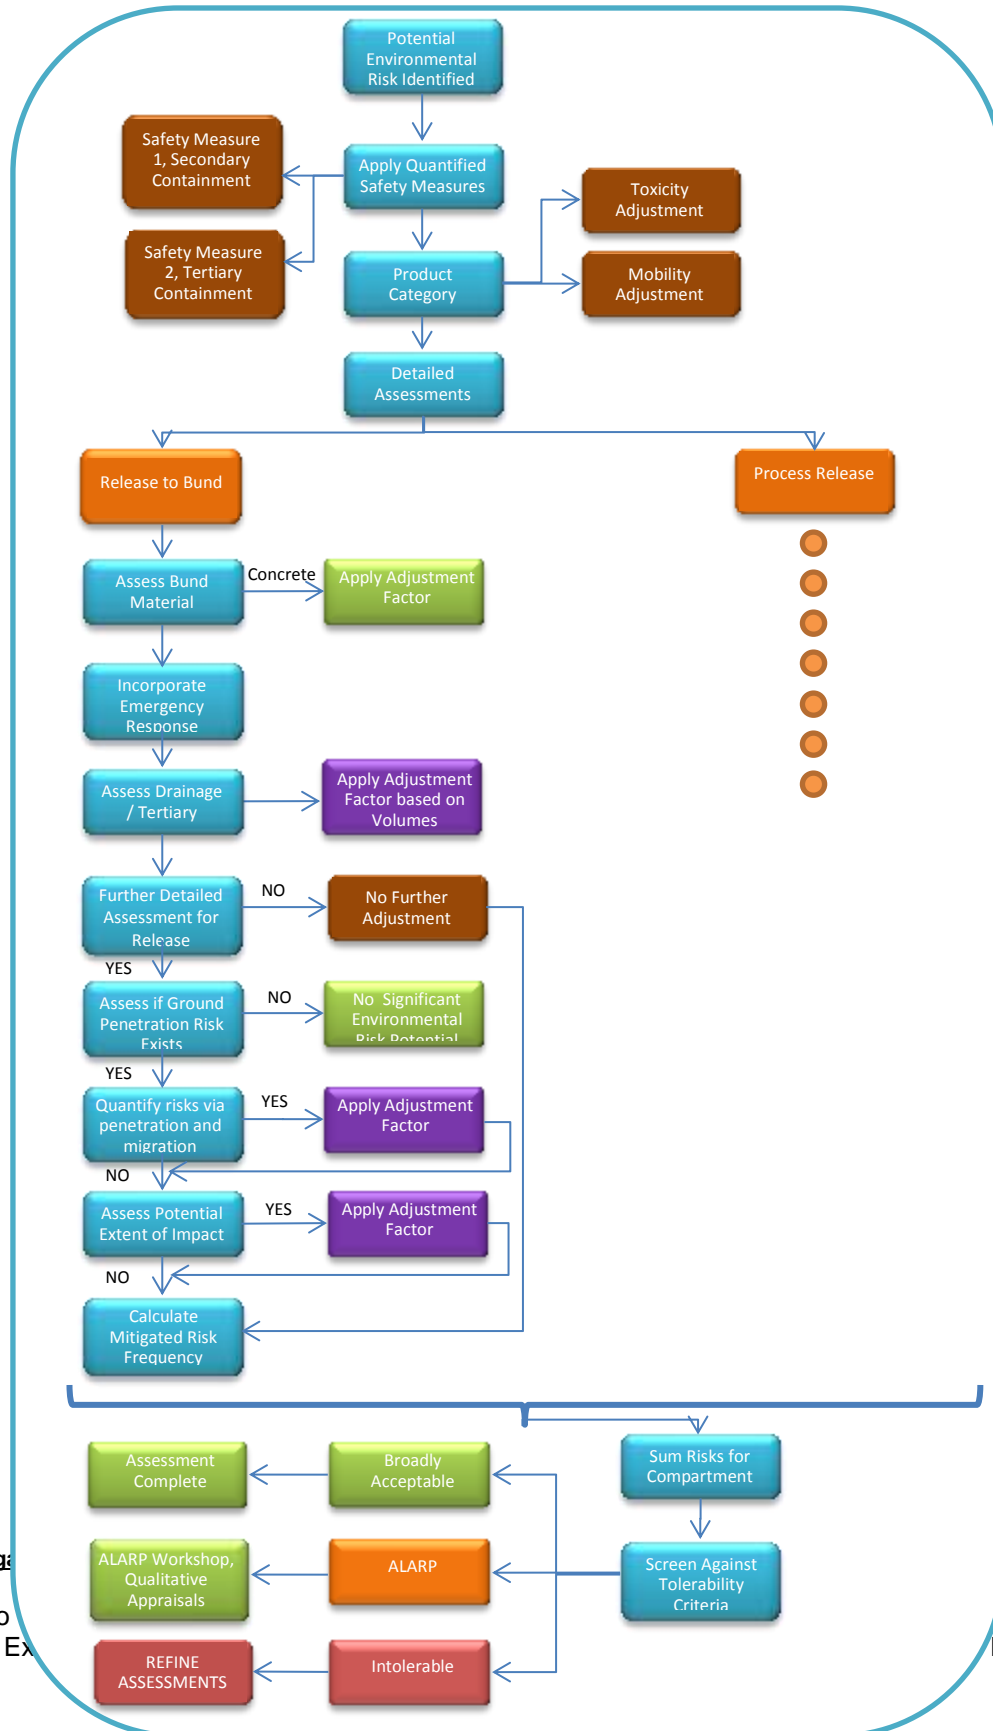 Potential
Environmental
Risk Identified
Safety Measure
1, Secondary
Containment
Apply Quantified
Safety Measures
Toxicity
Adjustment
Safety Measure
2, Tertiary
Containment
Product
Category
Mobility
Adjustment
Detailed
Assessments
Release to Bund
Process Release
Assess Bund
Material
Concrete
Apply Adjustment
Factor
Incorporate
Emergency
Response
Assess Drainage
/ Tertiary
Apply Adjustment
Factor based on
Volumes
Further Detailed
Assessment for
Release
NO
No Further
Adjustment
YES
Assess if Ground
Penetration Risk
Exists
NO
No Significant
Environmental
Risk Potential
YES
Quantify risks via
penetration and
migration
YES
Apply Adjustment
Factor
NO
Assess Potential
Extent of Impact
YES
Apply Adjustment
Factor
NO
Calculate
Mitigated Risk
Frequency
Sum Risks for
Compartment
Broadly
Acceptable
Assessment
Complete
Screen Against
Tolerability
Criteria
ALARP
ALARP Workshop,
Qualitative
Appraisals
Intolerable
REFINE
ASSESSMENTS